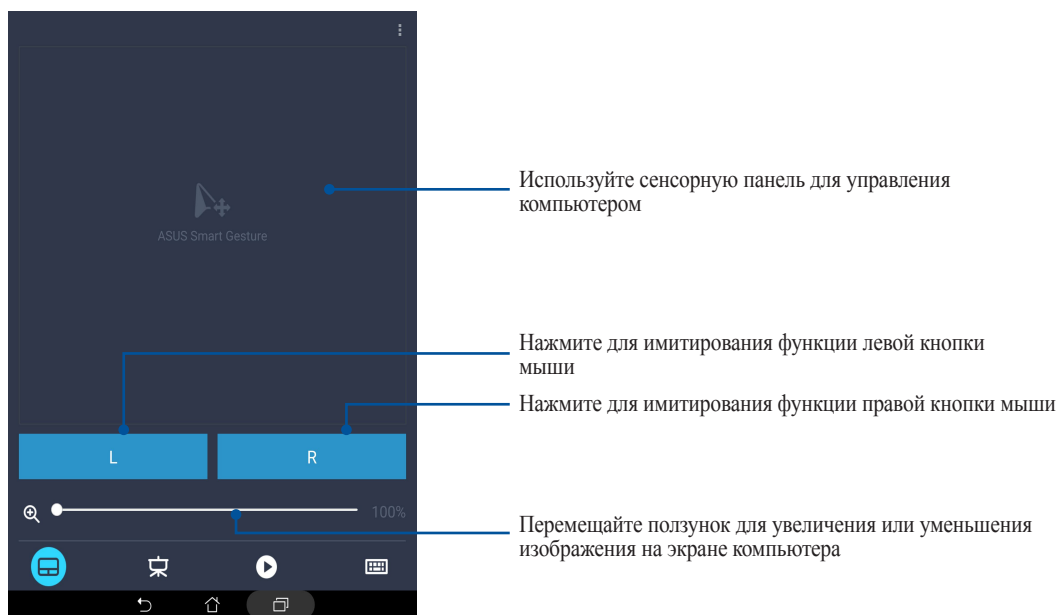 Используйте сенсорную панель для управления
компьютером
ASUS Smart Gesture
Нажмите для имитирования функции левой кнопки
мыши
Нажмите для имитирования функции правой кнопки мыши
L
R
100%
Перемещайте ползунок для увеличения или уменьшения
изображения на экране компьютера